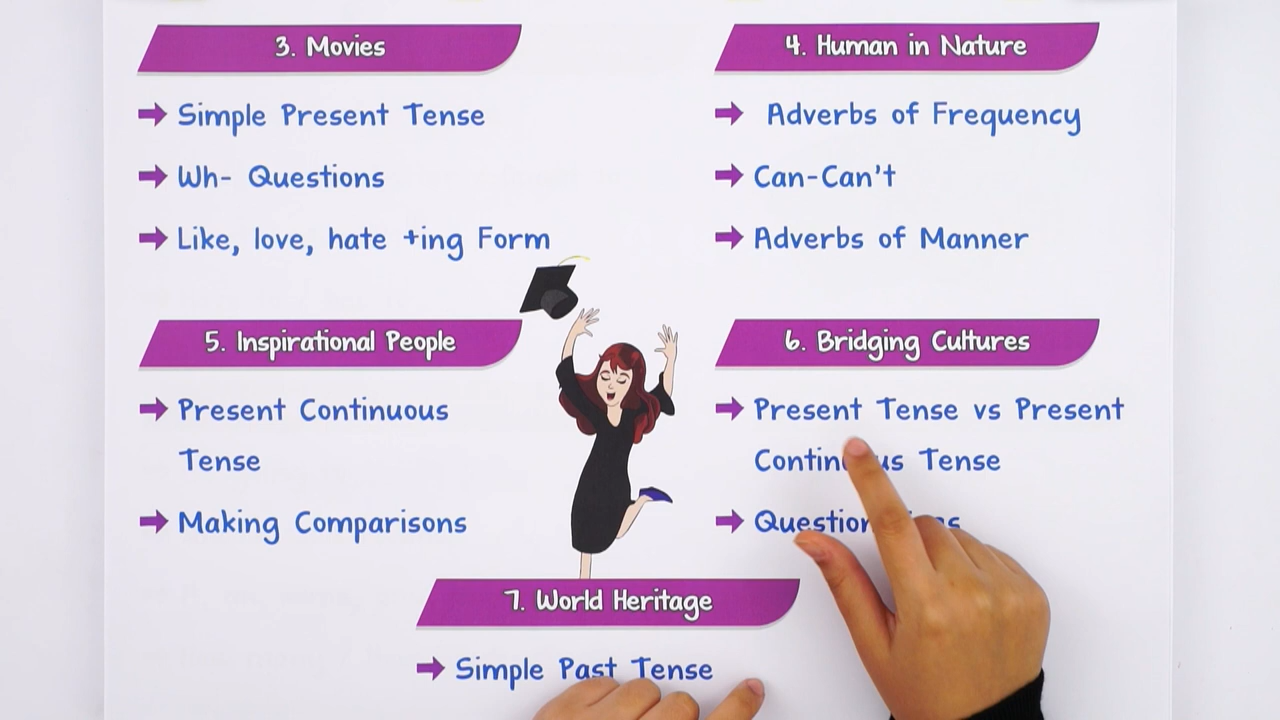 3. Movies
Simple Present Tense
Wh- Questions
Like, love, hate +ing Form
4. Human in Nature
Adverbs of Frequency
Can-Can't
Adverbs of Manner
5. Inspirational People
Present Continuous
Tense
Making Comparisons
6. Bridging Cultures
Present Tense vs Present
Tense
7. World Heritage
Simple Past Tense